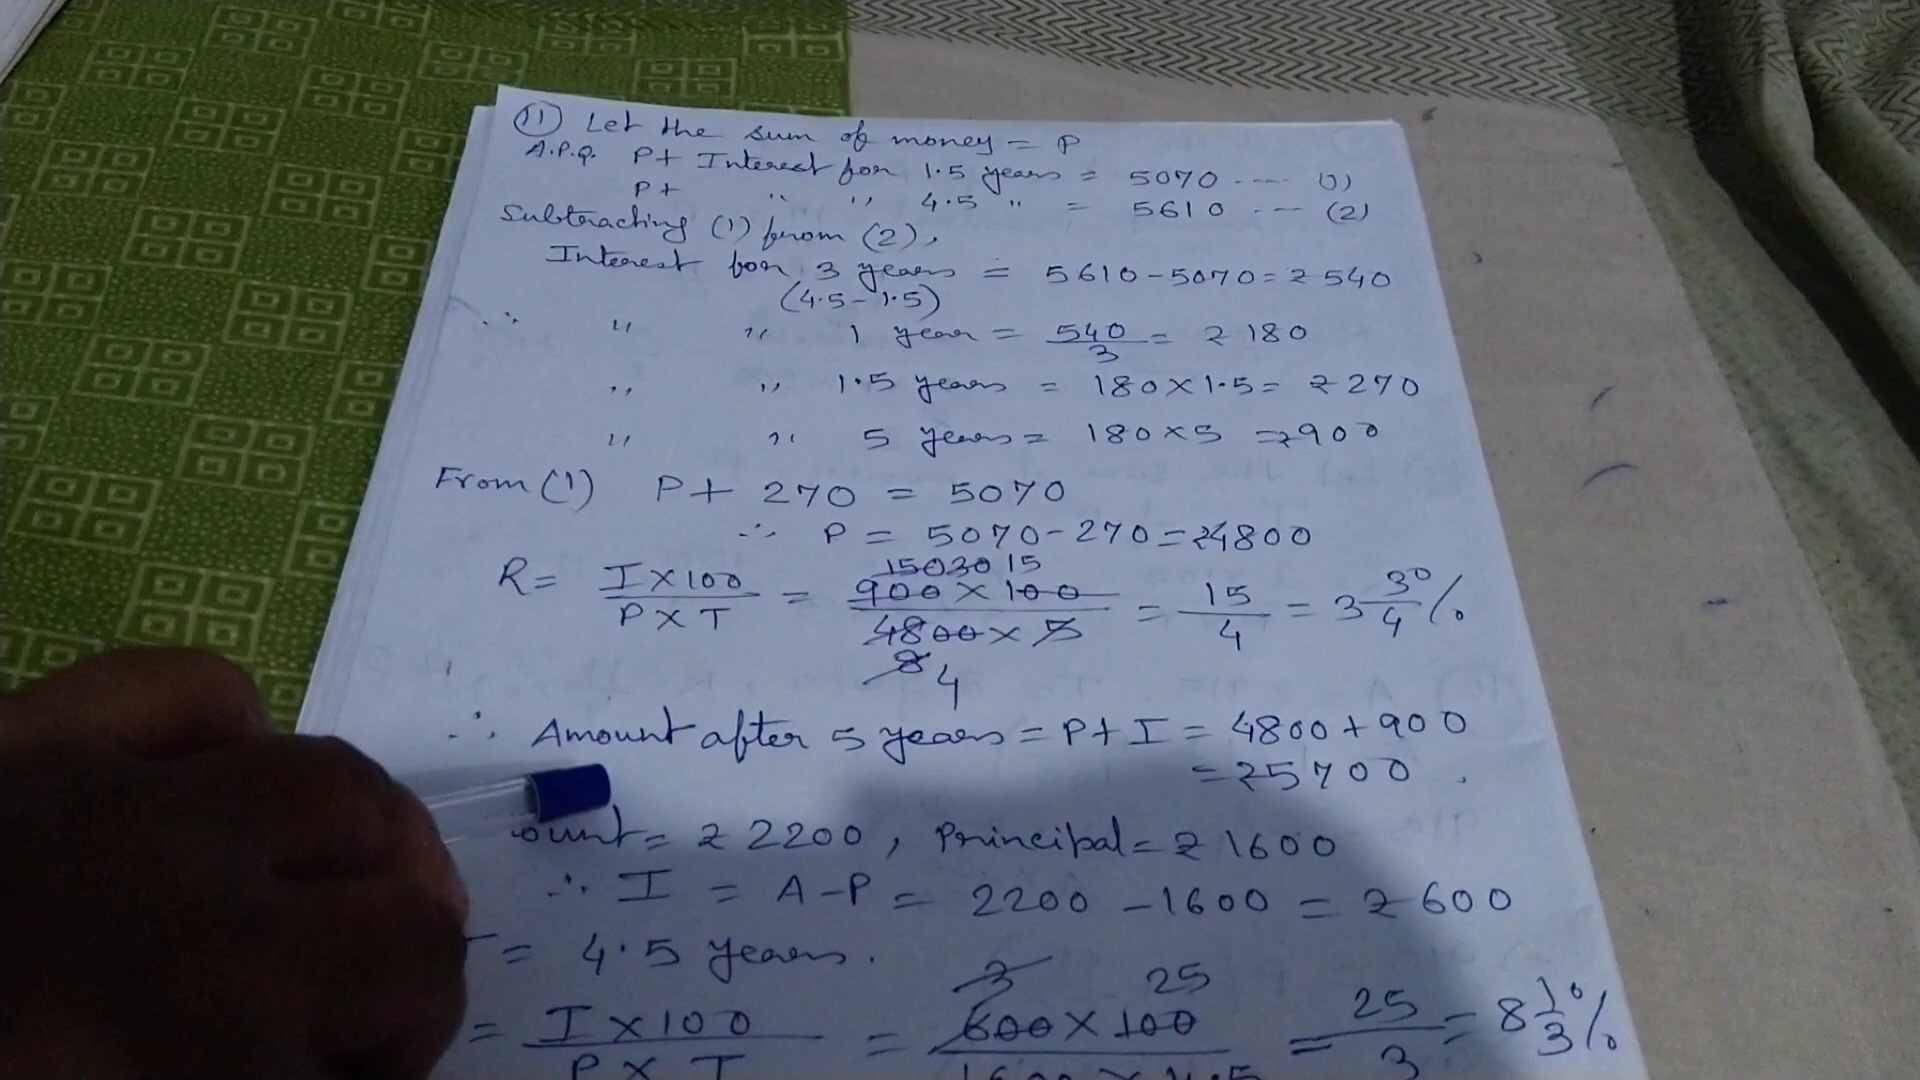 (11) Let the sum of money = P
A.P.Q. P + Interest for 1.5 years = 5070 --- (1)
P + " " 4.5 " = 5610 --- (2)
Subtracting (1) from (2),
Interest for 3 years = 5610 - 5070 = ₹ 540
(4.5 - 1.5)
∴ " " 1 year = 540/3 = ₹ 180
" " 1.5 years = 180 × 1.5 = ₹ 270
" " 5 years = 180 × 5 = ₹ 900
From (1) P + 270 = 5070
∴ P = 5070 - 270 = ₹ 4800
R = I × 100 / P × T = 900 × 100 / 4800 × 5 = 15/4 = 3 3/4 %
∴ Amount after 5 years = P + I = 4800 + 900
= ₹ 5700.
ount = ₹ 2200, Principal = ₹ 1600
∴ I = A - P = 2200 - 1600 = ₹ 600
= 4.5 years.
= I × 100 / P × T = 600 × 100 / 1600 × 4.5 = 25/3 = 8 1/3 %